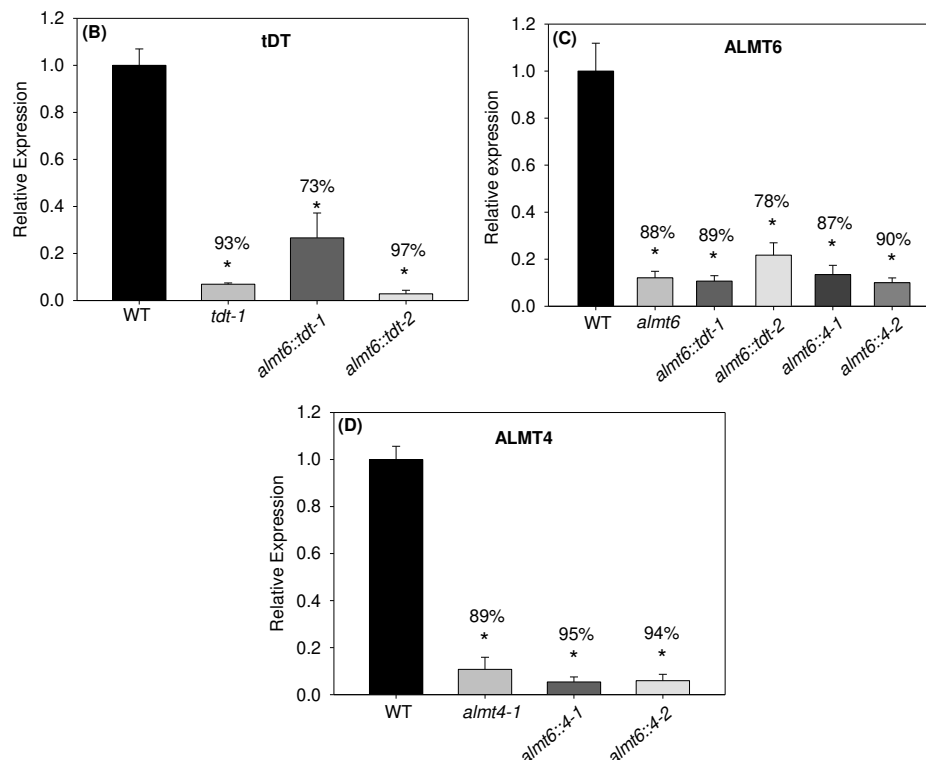 (B)
tDT
Relative Expression
1.2
1.0
0.8
0.6
0.4
0.2
0.0
93%
*
73%
*
97%
*
WT
tdt-1
almt6::tdt-1
almt6::tdt-2
(C)
ALMT6
Relative expression
1.2
1.0
0.8
0.6
0.4
0.2
0.0
88%
*
89%
*
78%
*
87%
*
90%
*
WT
almt6
almt6::tdt-1
almt6::tdt-2
almt6::4-1
almt6::4-2
(D)
ALMT4
Relative Expression
1.2
1.0
0.8
0.6
0.4
0.2
0.0
89%
*
95%
*
94%
*
WT
almt4-1
almt6::4-1
almt6::4-2